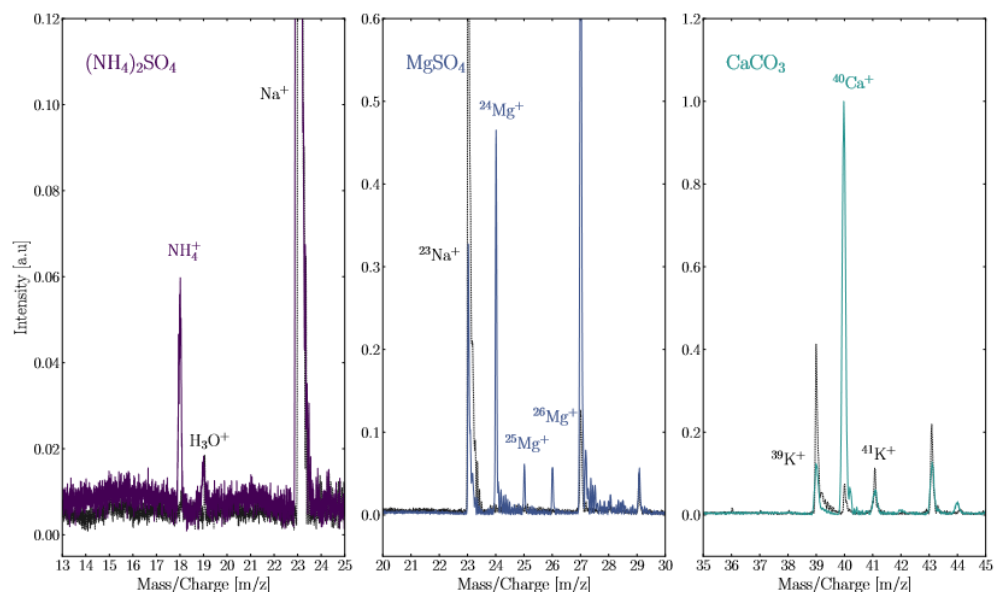 Intensity [a.u]
0.12
0.10
0.08
0.06
0.04
0.02
0.00
(NH₄)₂SO₄
Na⁺
NH₄⁺
H₃O⁺
13 14 15 16 17 18 19 20 21 22 23 24 25
Mass/Charge [m/z]
0.6
0.5
0.4
0.3
0.2
0.1
0.0
MgSO₄
²⁴Mg⁺
²³Na⁺
²⁶Mg⁺
²⁵Mg⁺
20 21 22 23 24 25 26 27 28 29 30
Mass/Charge [m/z]
1.2
1.0
0.8
0.6
0.4
0.2
0.0
CaCO₃
⁴⁰Ca⁺
³⁹K⁺
⁴¹K⁺
35 36 37 38 39 40 41 42 43 44 45
Mass/Charge [m/z]